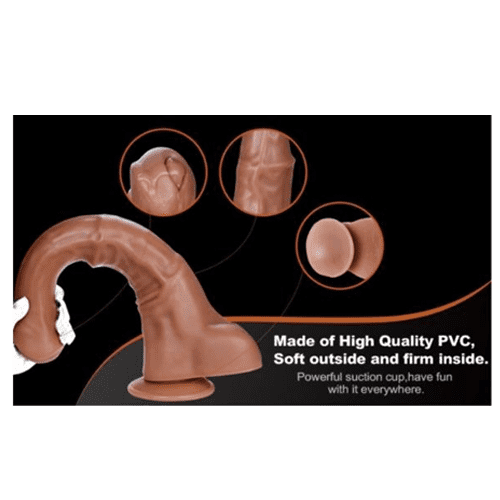 Made of High Quality PVC,
Soft outside and firm inside.
Powerful suction cup,have fun
with it everywhere.